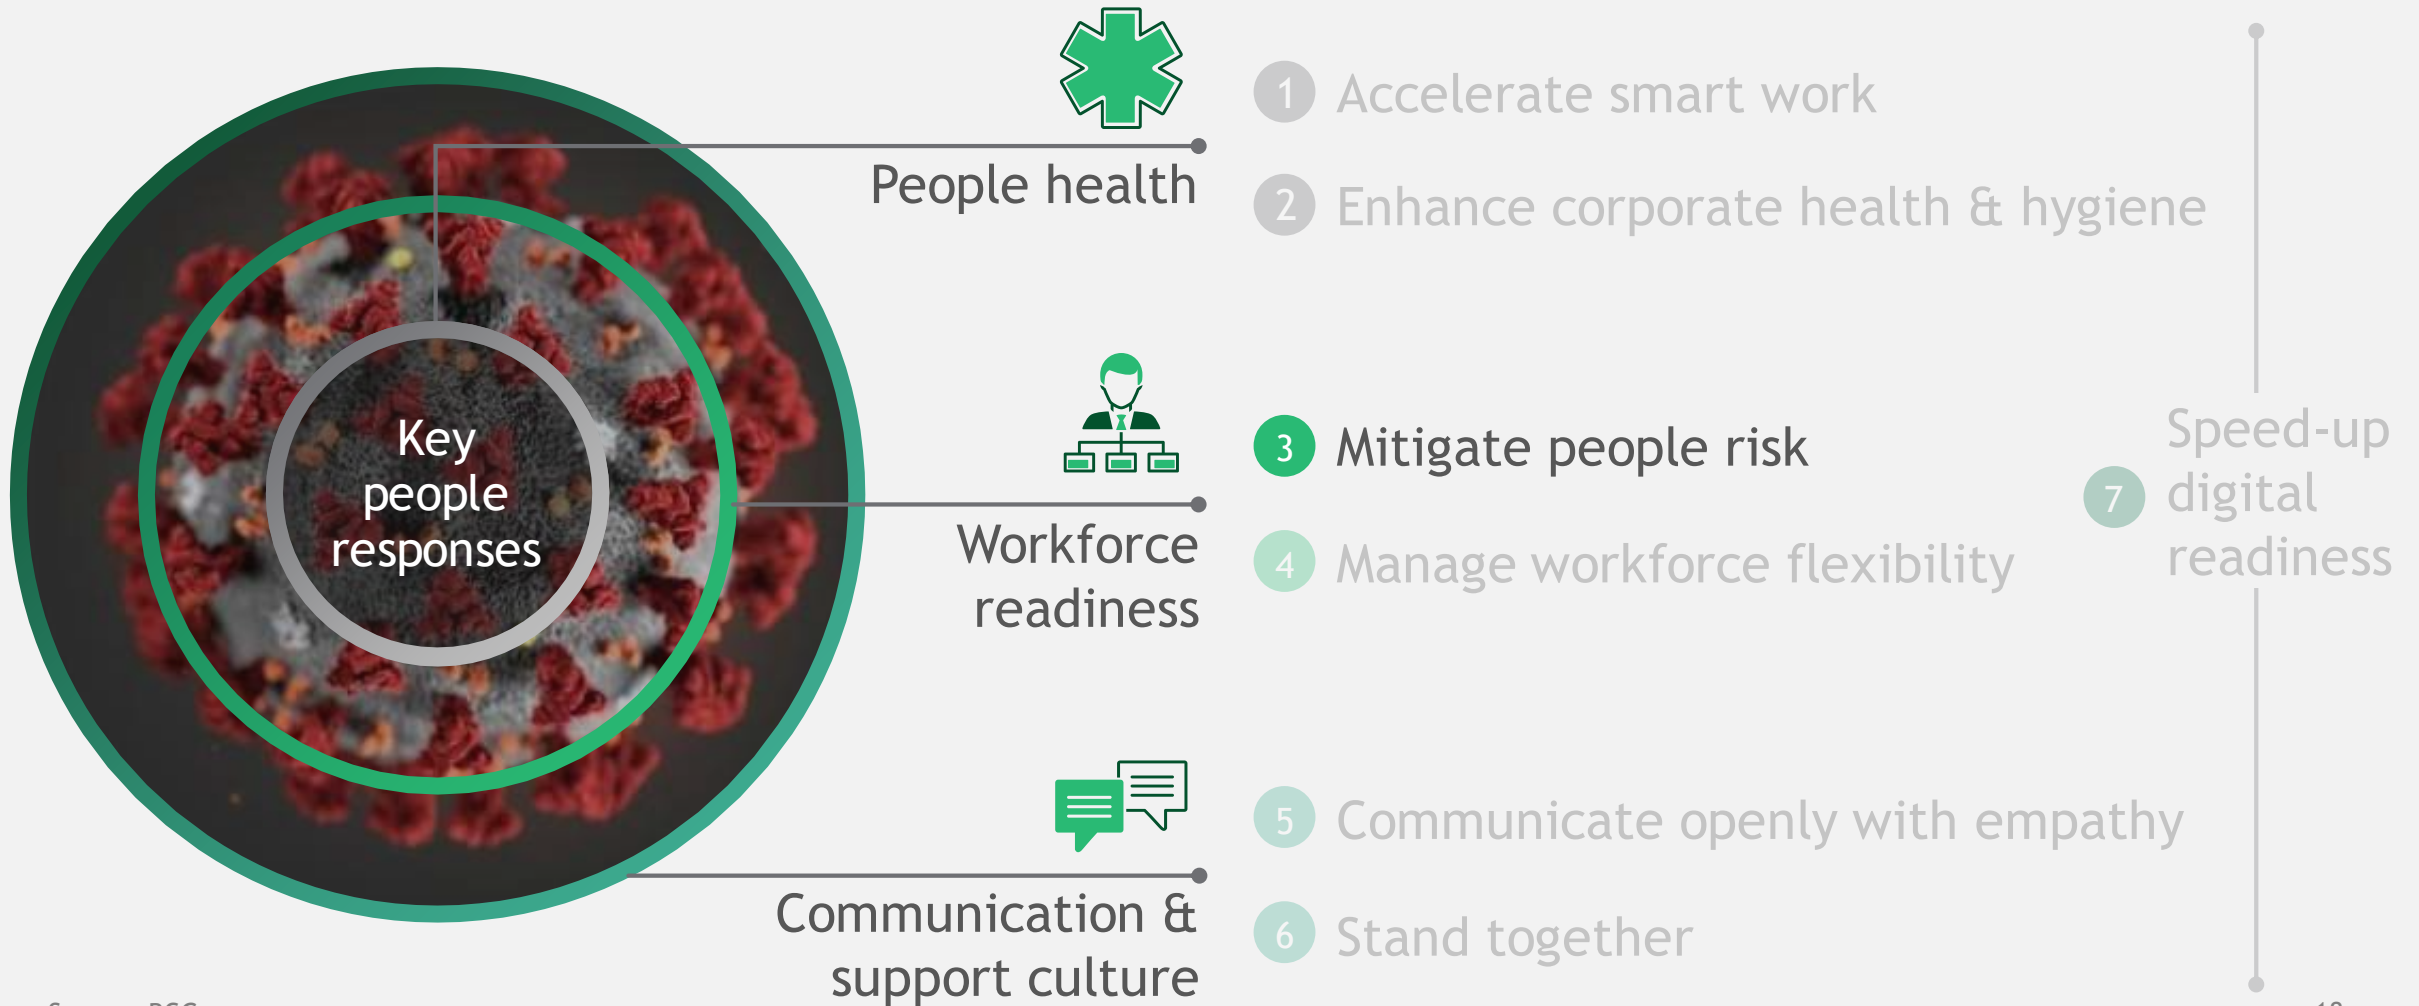 Key
people
responses
People health
1 Accelerate smart work
2 Enhance corporate health & hygiene
Workforce
readiness
3 Mitigate people risk
4 Manage workforce flexibility
7 Speed-up
digital
readiness
Communication &
support culture
5 Communicate openly with empathy
6 Stand together